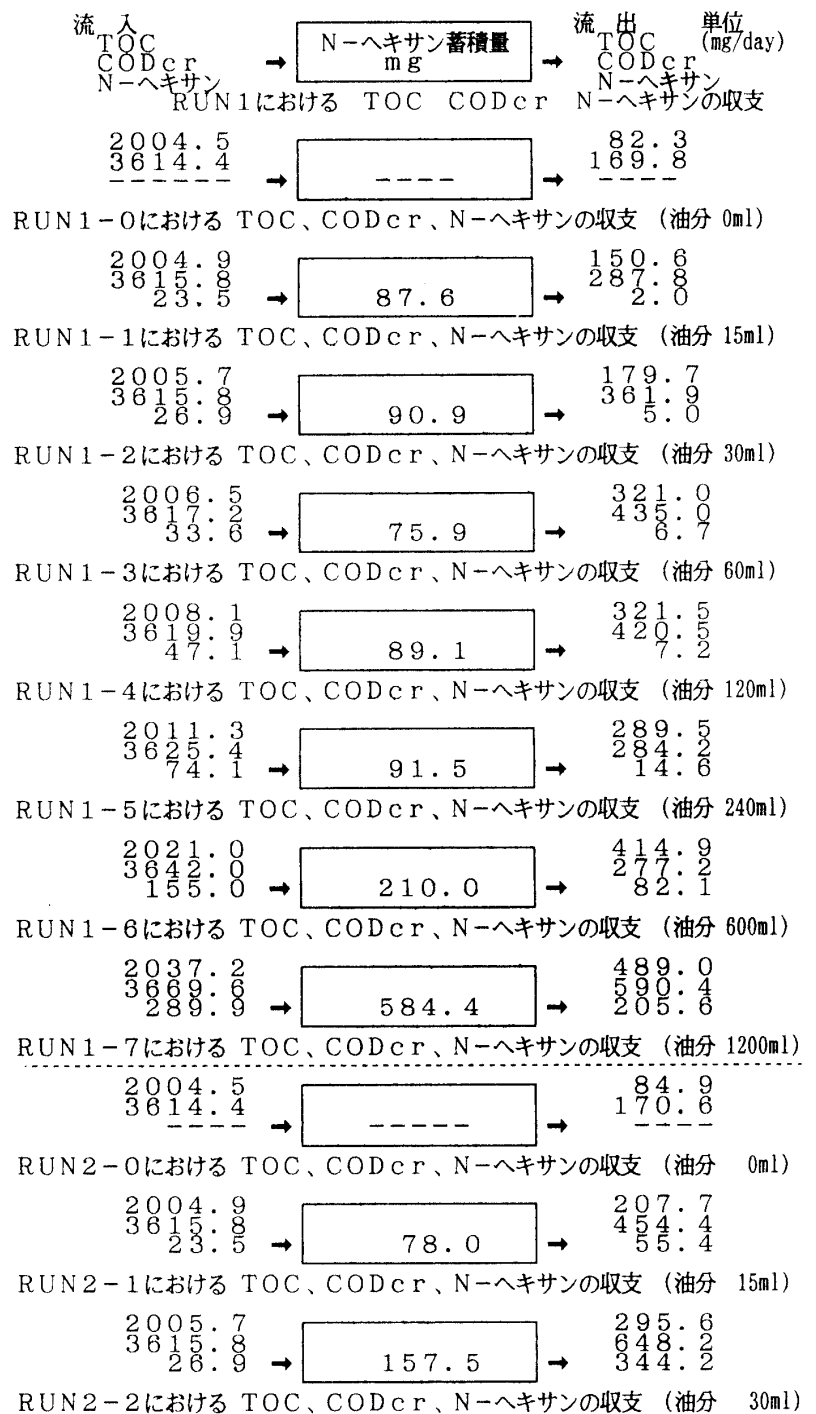 流 入 流 出 単位
TOC N－ヘキサン蓄積量 TOC (mg/day)
CODcr → mg → CODcr
N－ヘキサン N－ヘキサン
RUN1における TOC CODcr N－ヘキサンの収支
2004.5 82.3
3614.4 169.8
------ → ---- → ----
RUN1－0における TOC、CODcr、N－ヘキサンの収支 (油分 0ml)
2004.9 150.6
3615.8 287.8
23.5 → 87.6 → 2.0
RUN1－1における TOC、CODcr、N－ヘキサンの収支 (油分 15ml)
2005.7 179.7
3615.8 361.9
26.9 → 90.9 → 5.0
RUN1－2における TOC、CODcr、N－ヘキサンの収支 (油分 30ml)
2006.5 321.0
3617.2 435.0
33.6 → 75.9 → 6.7
RUN1－3における TOC、CODcr、N－ヘキサンの収支 (油分 60ml)
2008.1 321.5
3619.9 420.5
47.1 → 89.1 → 7.2
RUN1－4における TOC、CODcr、N－ヘキサンの収支 (油分 120ml)
2011.3 289.5
3625.4 284.2
74.1 → 91.5 → 14.6
RUN1－5における TOC、CODcr、N－ヘキサンの収支 (油分 240ml)
2021.0 414.9
3642.0 277.2
155.0 → 210.0 → 82.1
RUN1－6における TOC、CODcr、N－ヘキサンの収支 (油分 600ml)
2037.2 489.0
3669.6 590.4
289.9 → 584.4 → 205.6
RUN1－7における TOC、CODcr、N－ヘキサンの収支 (油分 1200ml)
2004.5 84.9
3614.4 170.6
---- → ----- → ----
RUN2－0における TOC、CODcr、N－ヘキサンの収支 (油分 0ml)
2004.9 207.7
3615.8 454.4
23.5 → 78.0 → 55.4
RUN2－1における TOC、CODcr、N－ヘキサンの収支 (油分 15ml)
2005.7 295.6
3615.8 648.2
26.9 → 157.5 → 344.2
RUN2－2における TOC、CODcr、N－ヘキサンの収支 (油分 30ml)